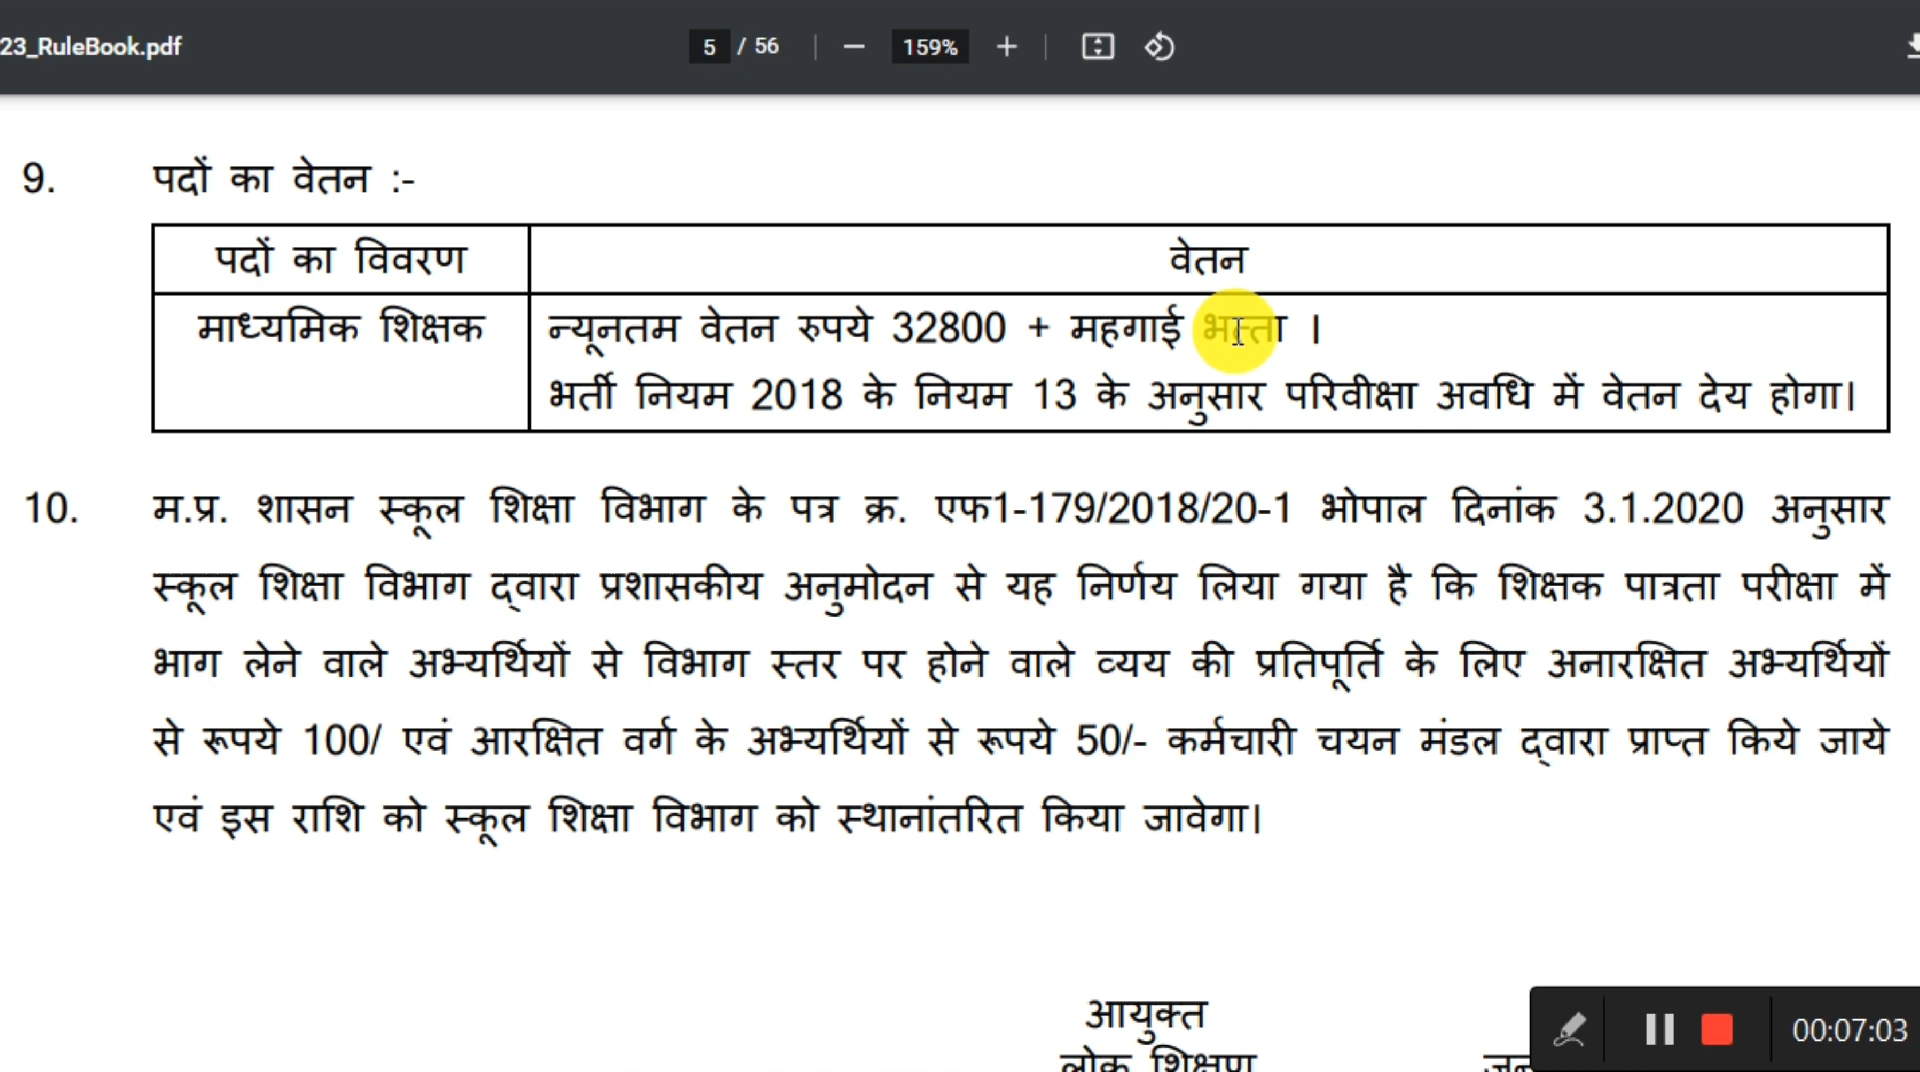 23_RuleBook.pdf 5 / 56 159%
9. पदों का वेतन :-
पदों का विवरण वेतन
माध्यमिक शिक्षक न्यूनतम वेतन रुपये 32800 + महगाई भत्ता ।
भर्ती नियम 2018 के नियम 13 के अनुसार परिवीक्षा अवधि में वेतन देय होगा।
10. म.प्र. शासन स्कूल शिक्षा विभाग के पत्र क्र. एफ1-179/2018/20-1 भोपाल दिनांक 3.1.2020 अनुसार
स्कूल शिक्षा विभाग द्वारा प्रशासकीय अनुमोदन से यह निर्णय लिया गया है कि शिक्षक पात्रता परीक्षा में
भाग लेने वाले अभ्यर्थियों से विभाग स्तर पर होने वाले व्यय की प्रतिपूर्ति के लिए अनारक्षित अभ्यर्थियों
से रूपये 100/ एवं आरक्षित वर्ग के अभ्यर्थियों से रूपये 50/- कर्मचारी चयन मंडल द्वारा प्राप्त किये जाये
एवं इस राशि को स्कूल शिक्षा विभाग को स्थानांतरित किया जावेगा।
आयुक्त
लोक शिक्षण
00:07:03